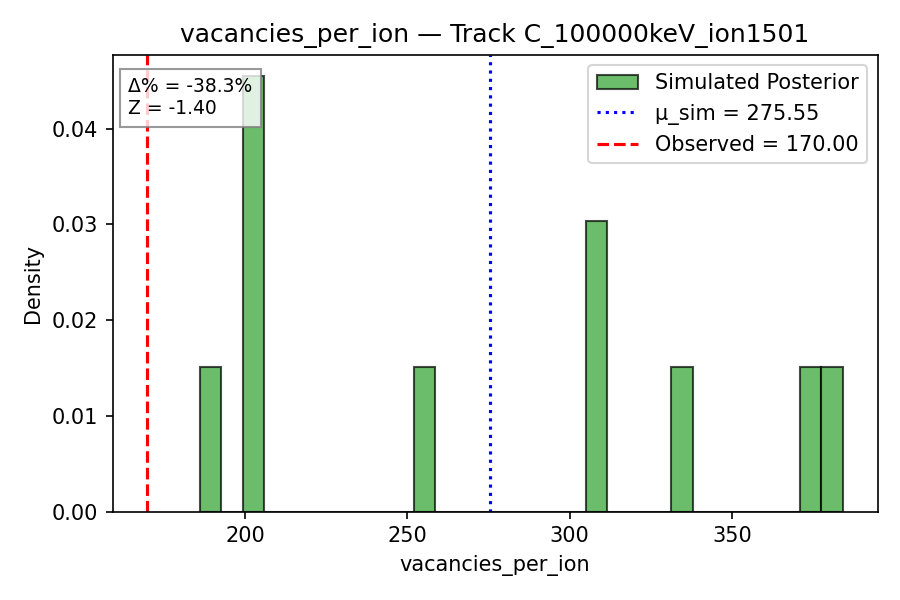 vacancies_per_ion — Track C_100000keV_ion1501
Δ% = -38.3%
Z = -1.40
Simulated Posterior
μ_sim = 275.55
Observed = 170.00
Density
0.04
0.03
0.02
0.01
0.00
200
250
300
350
vacancies_per_ion